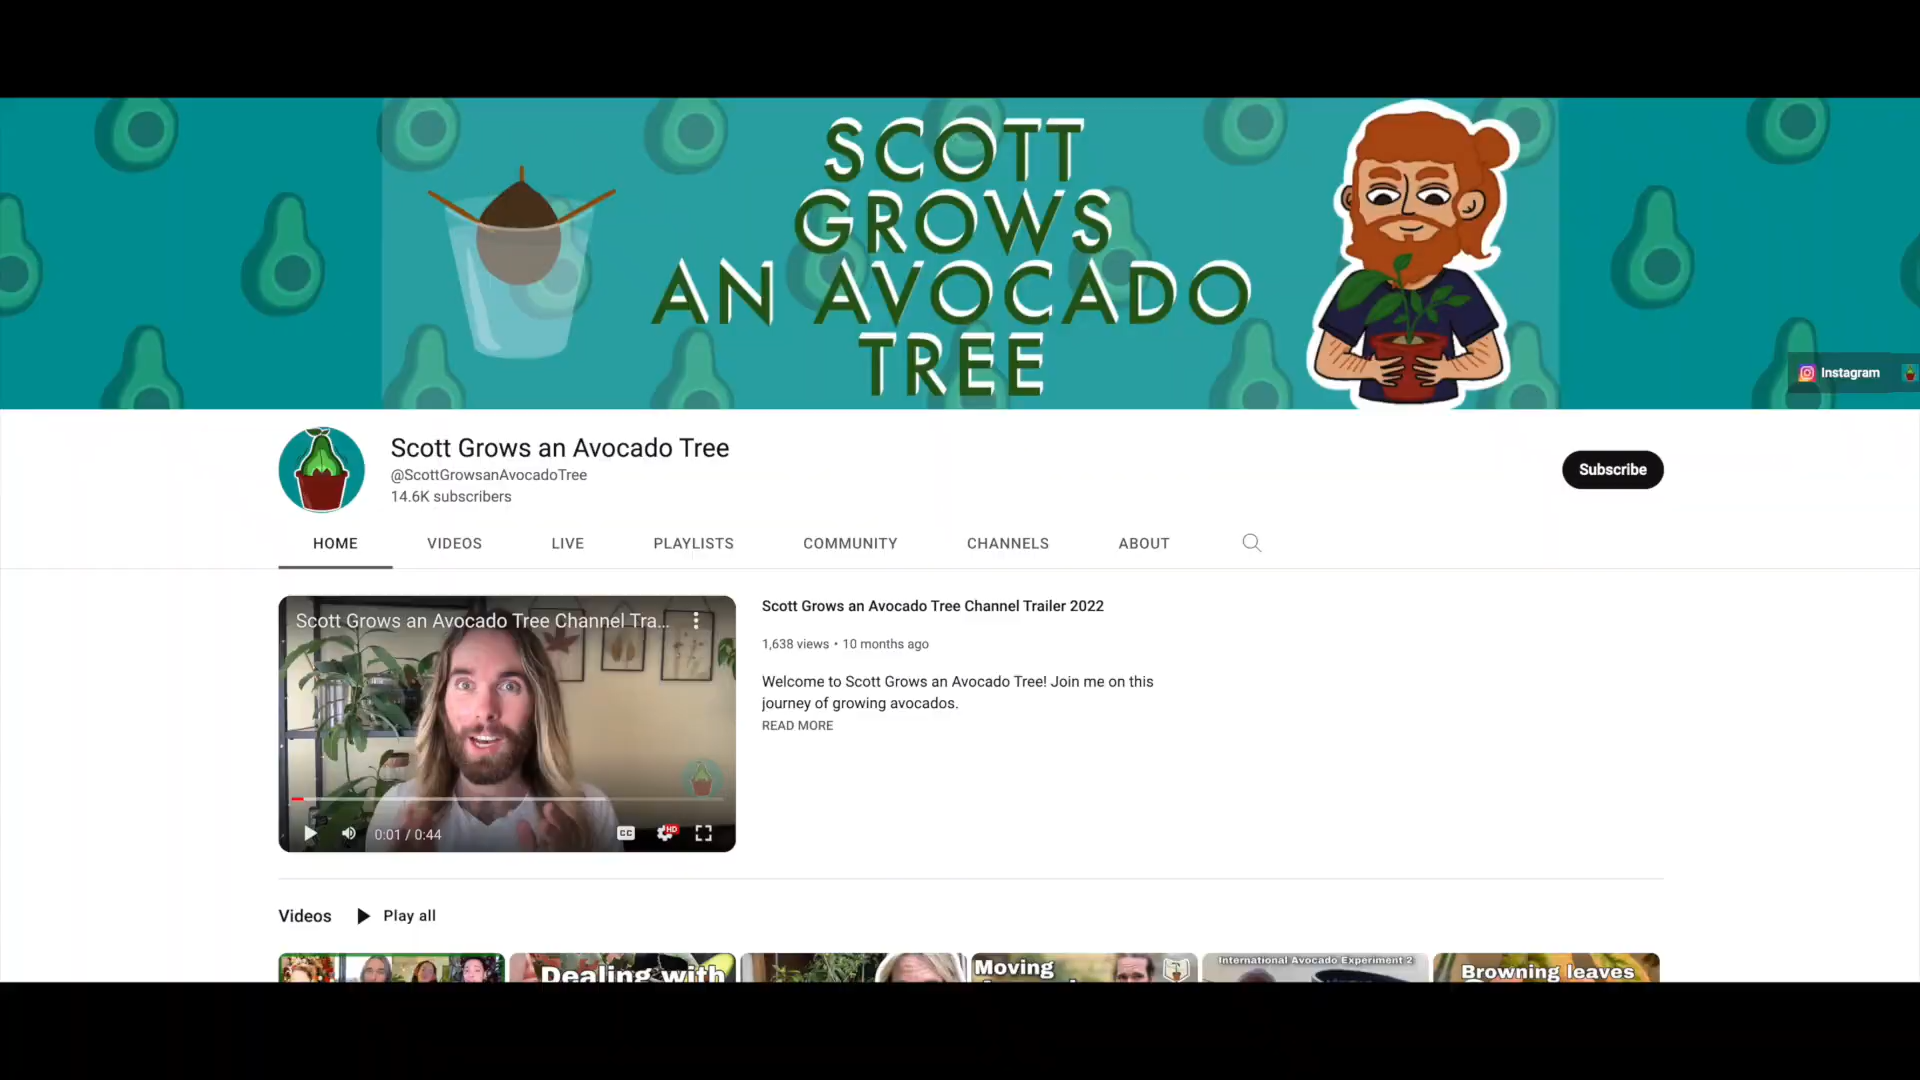 SCOTT
GROWS
AN AVOCADO
TREE
Instagram
Scott Grows an Avocado Tree
@ScottGrowsanAvocadoTree
14.6K subscribers
Subscribe
HOME VIDEOS LIVE PLAYLISTS COMMUNITY CHANNELS ABOUT
Scott Grows an Avocado Tree Channel Tra...
0:01 / 0:44
CC
HD
Scott Grows an Avocado Tree Channel Trailer 2022
1,638 views • 10 months ago
Welcome to Scott Grows an Avocado Tree! Join me on this
journey of growing avocados.
READ MORE
Videos Play all
Dealing with
Moving
International Avocado Experiment 2
Browning leaves